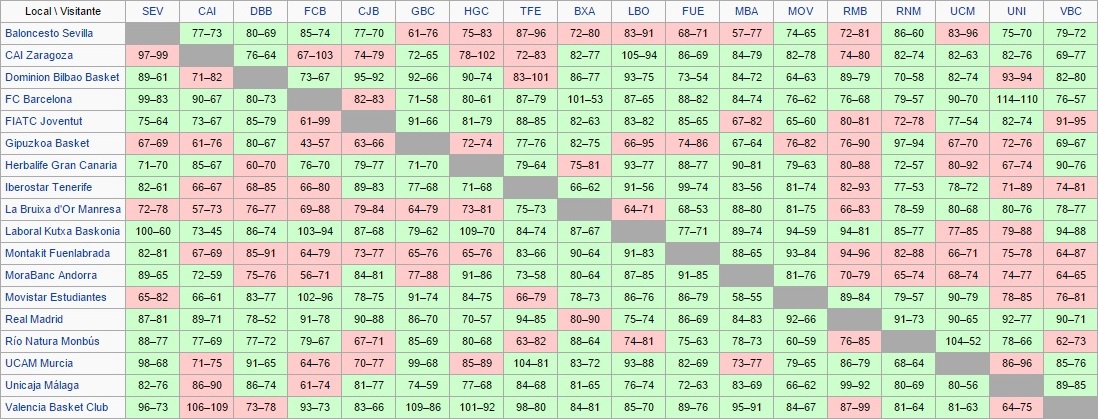 Local \ Visitante SEV CAI DBB FCB CJB GBC HGC TFE BXA LBO FUE MBA MOV RMB RNM UCM UNI VBC
Baloncesto Sevilla 77–73 80–69 85–74 77–70 61–76 75–83 87–96 72–80 83–91 68–71 57–77 74–65 72–81 86–60 83–96 75–70 79–72
CAI Zaragoza 97–99 76–64 67–103 74–79 72–65 78–102 72–83 82–77 105–94 86–69 84–79 82–76 74–80 82–74 82–63 82–76 76–67
Dominion Bilbao Basket 89–61 71–82 73–67 95–92 92–66 90–74 83–101 86–77 93–75 73–54 84–72 64–63 89–79 70–58 82–74 93–94 82–80
FC Barcelona 99–83 90–67 80–73 82–83 71–58 80–61 87–79 101–53 87–65 88–82 84–74 76–62 76–68 79–57 90–70 114–110 76–57
FIATC Joventut 75–64 73–67 85–79 61–99 91–66 81–79 88–85 82–63 83–82 85–65 67–82 65–60 80–81 72–78 77–54 82–74 91–95
Gipuzkoa Basket 67–69 61–76 80–67 43–57 63–66 72–74 77–76 82–75 66–95 74–86 67–64 76–82 76–90 94–94 67–70 72–76 69–67
Herbalife Gran Canaria 71–70 85–67 60–70 76–70 79–77 71–70 79–64 75–81 93–77 88–77 90–81 79–63 80–88 72–57 80–92 67–74 90–76
Iberostar Tenerife 82–61 66–67 68–85 66–80 89–83 77–68 71–68 66–62 91–56 99–74 83–56 81–74 82–93 77–53 78–72 71–89 74–81
La Bruixa d'Or Manresa 72–78 57–73 76–77 69–88 79–84 64–79 73–81 75–73 64–71 68–53 88–80 81–75 66–83 78–59 80–68 80–76 78–77
Laboral Kutxa Baskonia 100–60 73–45 86–74 103–94 87–68 79–62 109–70 84–74 87–67 77–71 89–74 94–59 94–81 85–77 77–85 79–88 94–88
Montakit Fuenlabrada 82–81 67–69 85–91 64–79 73–77 65–76 76–76 83–66 90–64 91–83 88–65 93–84 94–96 82–88 66–71 75–78 64–87
MoraBanc Andorra 89–65 72–59 75–76 56–71 84–81 77–88 91–86 73–58 80–64 87–85 91–85 81–76 70–79 65–74 68–74 74–77 64–65
Movistar Estudiantes 65–82 66–61 83–77 102–96 78–75 91–74 84–75 66–79 78–73 86–76 86–79 58–55 89–84 79–57 90–79 78–85 76–81
Real Madrid 87–81 89–71 78–52 91–78 90–88 86–70 70–57 94–85 80–90 75–74 86–69 84–83 92–66 91–73 90–65 92–77 90–71
Río Natura Monbús 88–77 77–69 77–72 79–67 67–71 85–69 80–68 63–82 88–64 74–81 75–63 78–73 60–59 76–85 104–52 78–66 62–73
UCAM Murcia 98–68 71–75 91–65 64–76 70–77 99–68 85–89 104–81 83–72 93–88 82–69 73–77 79–65 86–79 68–64 86–96 85–76
Unicaja Málaga 82–76 86–90 86–74 61–74 81–77 74–59 77–68 84–68 81–65 76–74 72–63 83–69 66–62 99–92 80–69 80–56 89–85
Valencia Basket Club 96–73 106–109 73–78 93–73 83–66 109–86 101–92 98–80 84–81 85–70 89–76 95–91 84–67 87–99 81–64 81–63 64–75